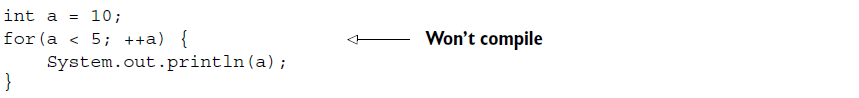 int a = 10;
for(a < 5; ++a) {
Won't compile
    System.out.println(a);
}